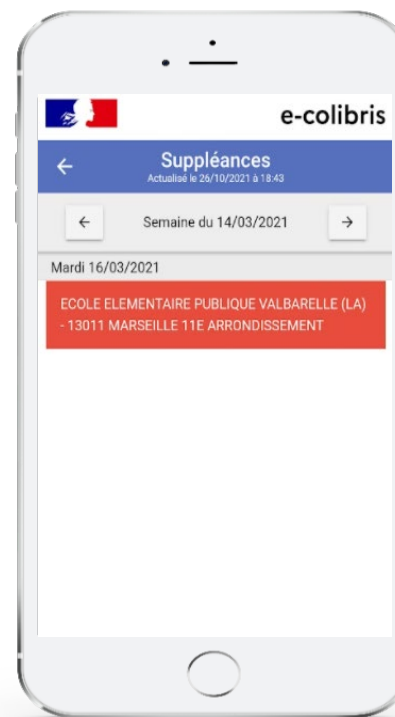 e-colibris
Suppléances
Actualisé le 26/10/2021 à 18:43
Semaine du 14/03/2021
Mardi 16/03/2021
ECOLE ELEMENTAIRE PUBLIQUE VALBARELLE (LA)
- 13011 MARSEILLE 11E ARRONDISSEMENT